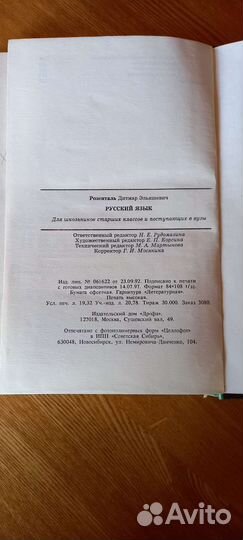 Розенталь Дитмар Эльяшевич
РУССКИЙ ЯЗЫК
Для школьников старших классов и поступающих в вузы
Ответственный редактор Н. Е. Рудомазина
Художественный редактор Е. П. Корсина
Технический редактор М. А. Мартынова
Корректор Г. И. Мосякина
Изд. лиц. № 061622 от 23.09.92. Подписано к печати
с готовых диапозитивов 14.07.97. Формат 84×108 1/32.
Бумага офсетная. Гарнитура «Литературная».
Печать высокая.
Усл. печ. л. 19,32 Уч.-изд. л. 20,78 Тираж 30.000. Заказ 3080.
Издательский дом «Дрофа».
127018, Москва, Сущевский вал, 49.
Отпечатано с фотополимерных форм «Целлофот»
в ИПП «Советская Сибирь».
630048, Новосибирск, ул. Немировича-Данченко, 104.
Avito